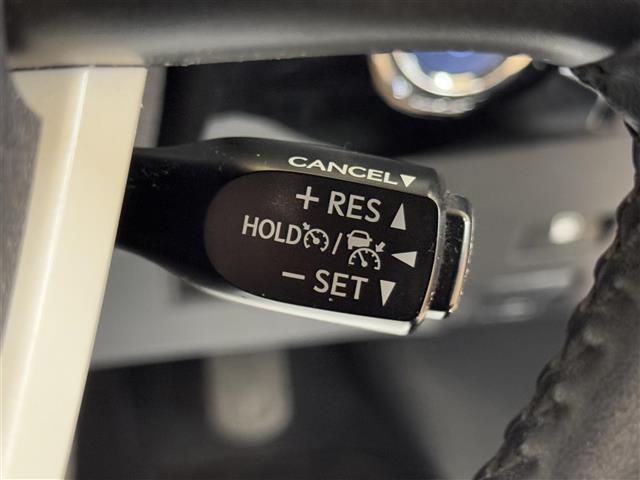 CANCEL▼
+ RES ▲
HOLD / ◀
− SET ▼